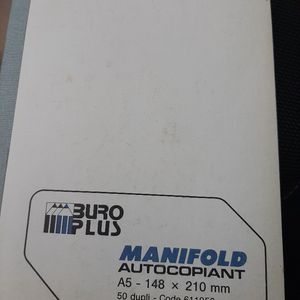 BURO
PLUS
MANIFOLD
AUTOCOPIANT
A5 - 148 × 210 mm
50 dupli - Code